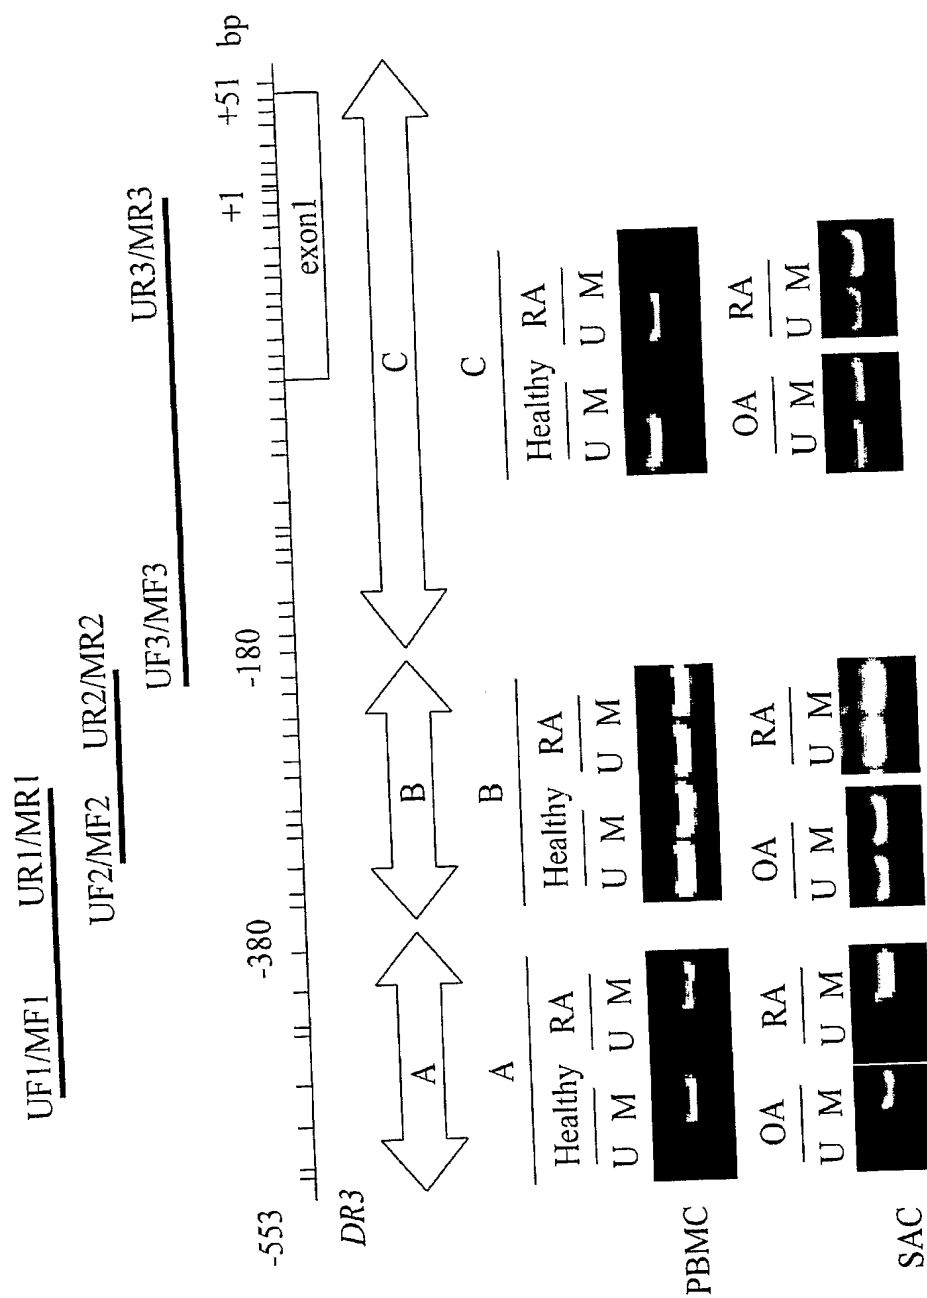 UF1/MF1 UR1/MR1
UF2/MF2 UR2/MR2
UF3/MF3 UR3/MR3
-553 -380 -180 +1 +51 bp
exon1
DR3
A B C
A B C
Healthy RA Healthy RA Healthy RA
U M U M U M U M U M U M
PBMC
OA RA OA RA OA RA
U M U M U M U M U M U M
SAC